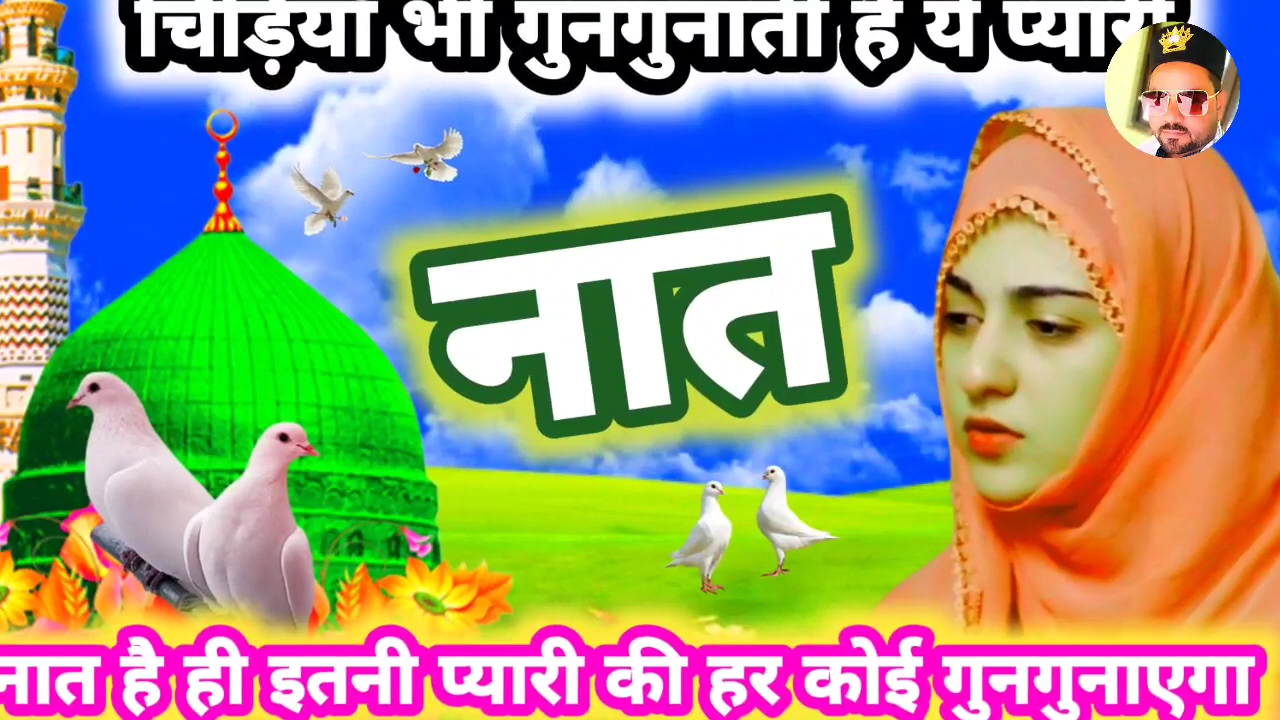 चिड़िया भी गुनगुनाती है ये प्यारी
नात
नात है ही इतनी प्यारी की हर कोई गुनगुनाएगा